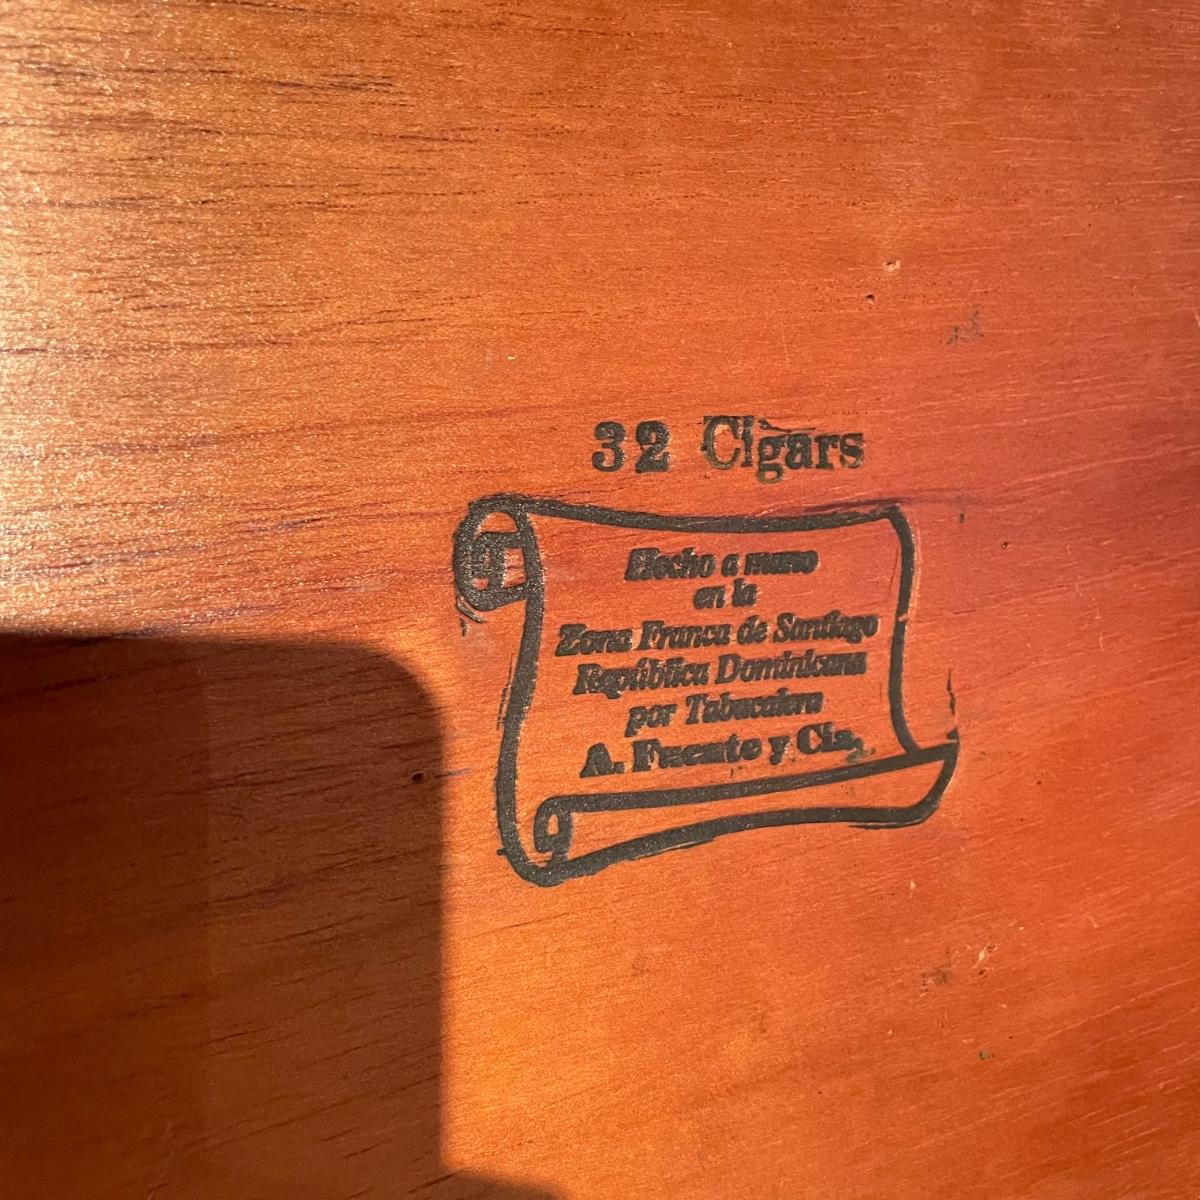 32 Cigars
Hecho a mano
en la
Zona Franca de Santiago
República Dominicana
por Tabacalera
A. Fuente y Cia.